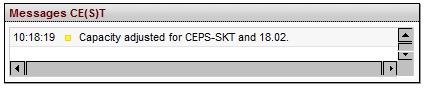 Messages CE(S)T
10:18:19 Capacity adjusted for CEPS-SKT and 18.02.